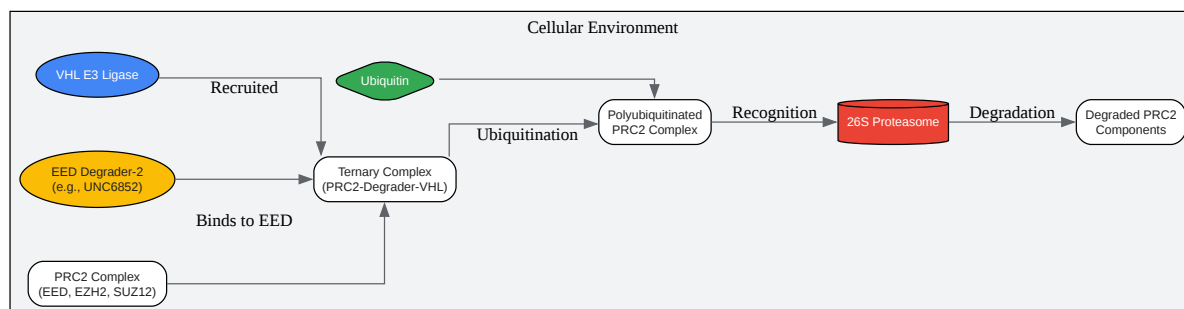 Cellular Environment
VHL E3 Ligase
Recruited
Ubiquitin
Polyubiquitinated
PRC2 Complex
Recognition
26S Proteasome
Degradation
Degraded PRC2
Components
Ubiquitination
EED Degrader-2
(e.g., UNC6852)
Binds to EED
Ternary Complex
(PRC2-Degrader-VHL)
PRC2 Complex
(EED, EZH2, SUZ12)